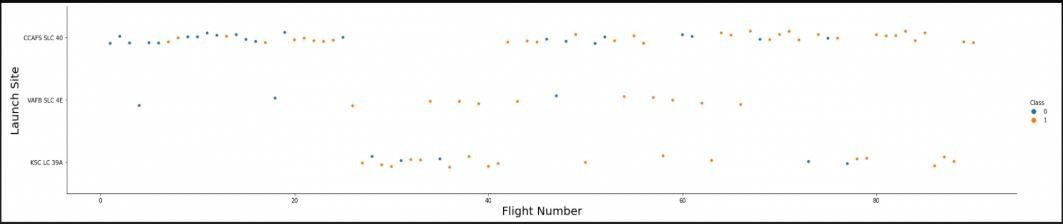 CCAFS SLC 40
VAFB SLC 4E
KSC LC 39A
Launch Site
0 20 40 60 80
Flight Number
Class
0
1